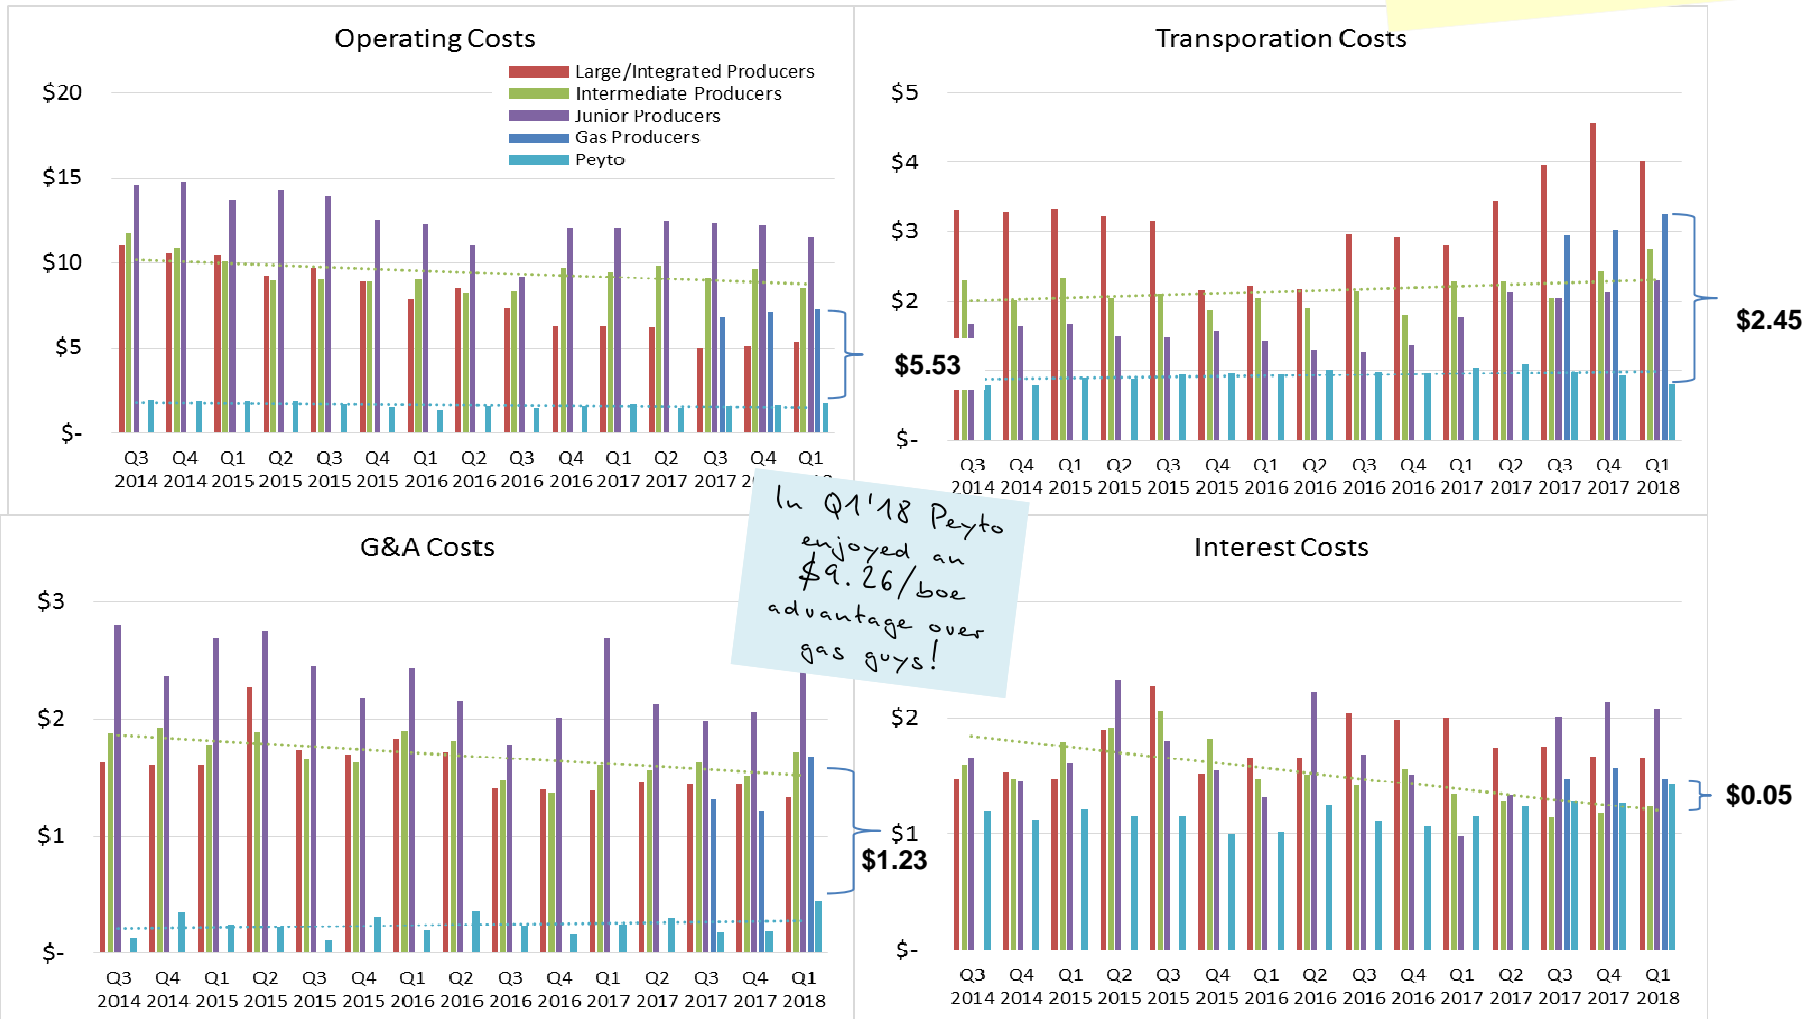 Operating Costs
Large/Integrated Producers
Intermediate Producers
Junior Producers
Gas Producers
Peyto
$20
$15
$10
$5
$-
Q3 Q4 Q1 Q2 Q3 Q4 Q1 Q2 Q3 Q4 Q1 Q2 Q3 Q4 Q1
2014 2014 2015 2015 2015 2015 2016 2016 2016 2016 2017 2017 2017
$5.53
Transporation Costs
$5
$4
$3
$2
$-
Q3 Q4 Q1 Q2 Q3 Q4 Q1 Q2 Q3 Q4 Q1 Q2 Q3 Q4 Q1
2014 2014 2015 2015 2015 2015 2016 2016 2016 2016 2017 2017 2017 2017 2018
$2.45
In Q1'18 Peyto
enjoyed an
$9.26/boe
advantage over
gas guys!
G&A Costs
$3
$2
$1
$-
Q3 Q4 Q1 Q2 Q3 Q4 Q1 Q2 Q3 Q4 Q1 Q2 Q3 Q4 Q1
2014 2014 2015 2015 2015 2015 2016 2016 2016 2016 2017 2017 2017 2017 2018
$1.23
Interest Costs
$2
$1
$-
Q3 Q4 Q1 Q2 Q3 Q4 Q1 Q2 Q3 Q4 Q1 Q2 Q3 Q4 Q1
2014 2014 2015 2015 2015 2015 2016 2016 2016 2016 2017 2017 2017 2017 2018
$0.05